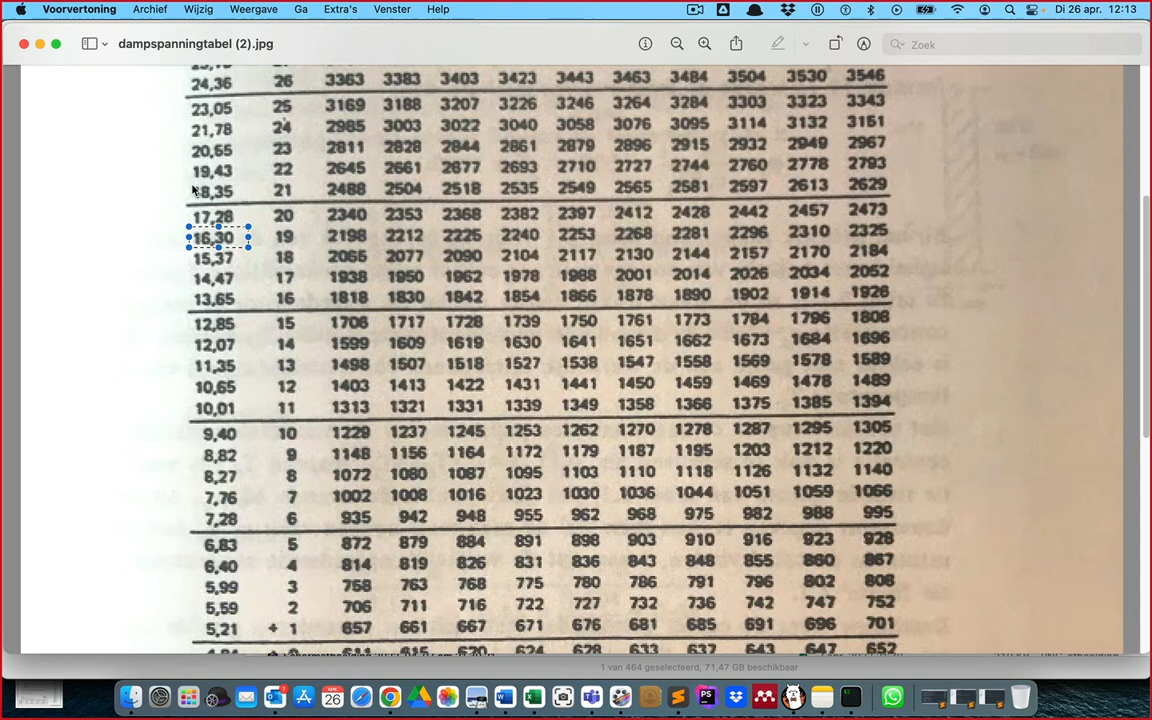 Voorvertoning Archief Wijzig Weergave Ga Extra's Venster Help Di 26 apr. 12:13
dampspanningtabel (2).jpg Zoek
24,36 26 3363 3383 3403 3423 3443 3463 3484 3504 3530 3546
23,05 25 3169 3188 3207 3226 3246 3264 3284 3303 3323 3343
21,78 24 2985 3003 3022 3040 3058 3076 3095 3114 3132 3151
20,55 23 2811 2828 2844 2861 2879 2896 2915 2932 2949 2967
19,43 22 2645 2661 2677 2693 2710 2727 2744 2760 2778 2793
18,35 21 2488 2504 2518 2535 2549 2565 2581 2597 2613 2629
17,28 20 2340 2353 2368 2382 2397 2412 2428 2442 2457 2473
16,30 19 2198 2212 2225 2240 2253 2268 2281 2296 2310 2325
15,37 18 2065 2077 2090 2104 2117 2130 2144 2157 2170 2184
14,47 17 1938 1950 1962 1978 1988 2001 2014 2026 2034 2052
13,65 16 1818 1830 1842 1854 1866 1878 1890 1902 1914 1926
12,85 15 1706 1717 1728 1739 1750 1761 1773 1784 1796 1808
12,07 14 1599 1609 1619 1630 1641 1651 1662 1673 1684 1696
11,35 13 1498 1507 1518 1527 1538 1547 1558 1569 1578 1589
10,65 12 1403 1413 1422 1431 1441 1450 1459 1469 1478 1489
10,01 11 1313 1321 1331 1339 1349 1358 1366 1375 1385 1394
9,40 10 1229 1237 1245 1253 1262 1270 1278 1287 1295 1305
8,82 9 1148 1156 1164 1172 1179 1187 1195 1203 1212 1220
8,27 8 1072 1080 1087 1095 1103 1110 1118 1126 1132 1140
7,76 7 1002 1008 1016 1023 1030 1036 1044 1051 1059 1066
7,28 6 935 942 948 955 962 968 975 982 988 995
6,83 5 872 879 884 891 898 903 910 916 923 928
6,40 4 814 819 826 831 836 843 848 855 860 867
5,99 3 758 763 768 775 780 786 791 796 802 808
5,59 2 706 711 716 722 727 732 736 742 747 752
5,21 + 1 657 661 667 671 676 681 685 691 696 701
611 615 620 624 628 633 637 643 647 652
1 van 464 geselecteerd, 71,47 GB beschikbaar